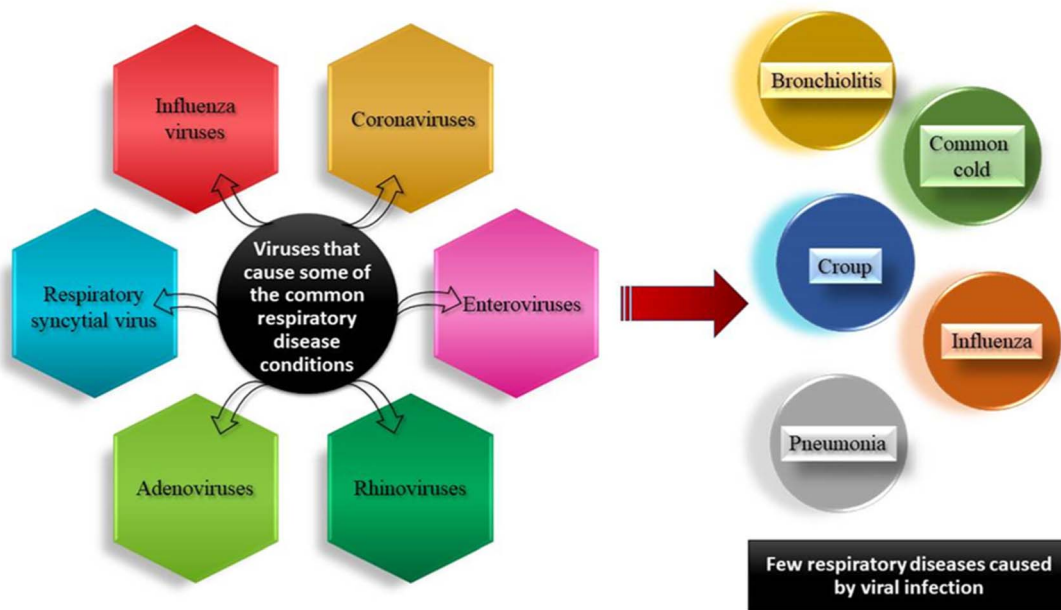 Influenza
viruses
Coronaviruses
Respiratory
syncytial virus
Viruses that
cause some of
the common
respiratory
disease
conditions
Enteroviruses
Adenoviruses
Rhinoviruses
Bronchiolitis
Common
cold
Croup
Influenza
Pneumonia
Few respiratory diseases caused
by viral infection